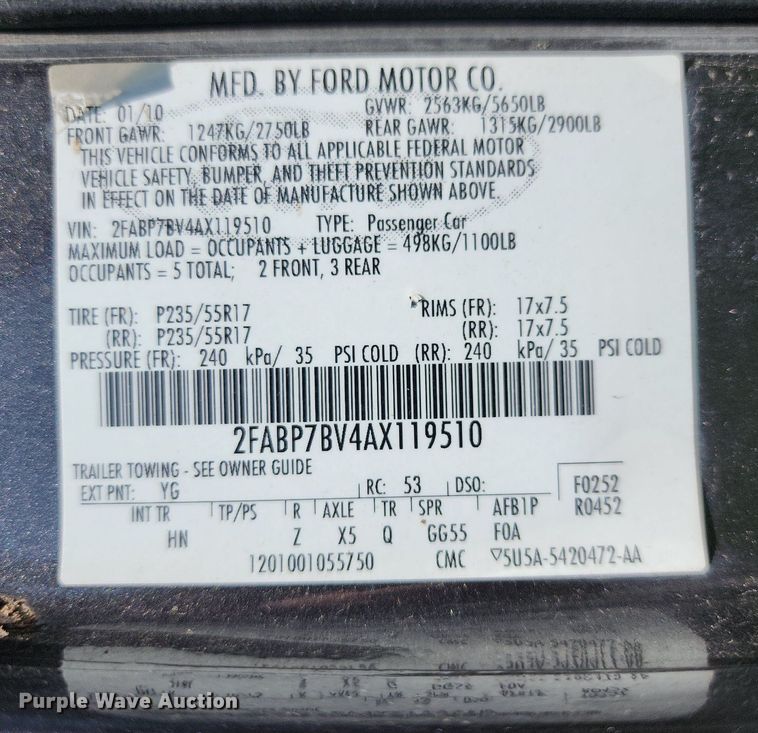 MFD. BY FORD MOTOR CO.
DATE: 01/10 GVWR: 2563KG/5650LB
FRONT GAWR: 1247KG/2750LB REAR GAWR: 1315KG/2900LB
THIS VEHICLE CONFORMS TO ALL APPLICABLE FEDERAL MOTOR
VEHICLE SAFETY, BUMPER, AND THEFT PREVENTION STANDARDS
IN EFFECT ON THE DATE OF MANUFACTURE SHOWN ABOVE.
VIN: 2FABP7BV4AX119510 TYPE: Passenger Car
MAXIMUM LOAD = OCCUPANTS + LUGGAGE = 498KG/1100LB
OCCUPANTS = 5 TOTAL; 2 FRONT, 3 REAR
TIRE (FR): P235/55R17 RIMS (FR): 17x7.5
(RR): P235/55R17 (RR): 17x7.5
PRESSURE (FR): 240 kPa/ 35 PSI COLD (RR): 240 kPa/ 35 PSI COLD
2FABP7BV4AX119510
TRAILER TOWING - SEE OWNER GUIDE
EXT PNT: YG RC: 53 DSO: F0252
INT TR TP/PS R AXLE TR SPR AFB1P R0452
HN Z X5 Q GG55 F0A
1201001055750 CMC ▽5U5A-5420472-AA
Purple Wave Auction